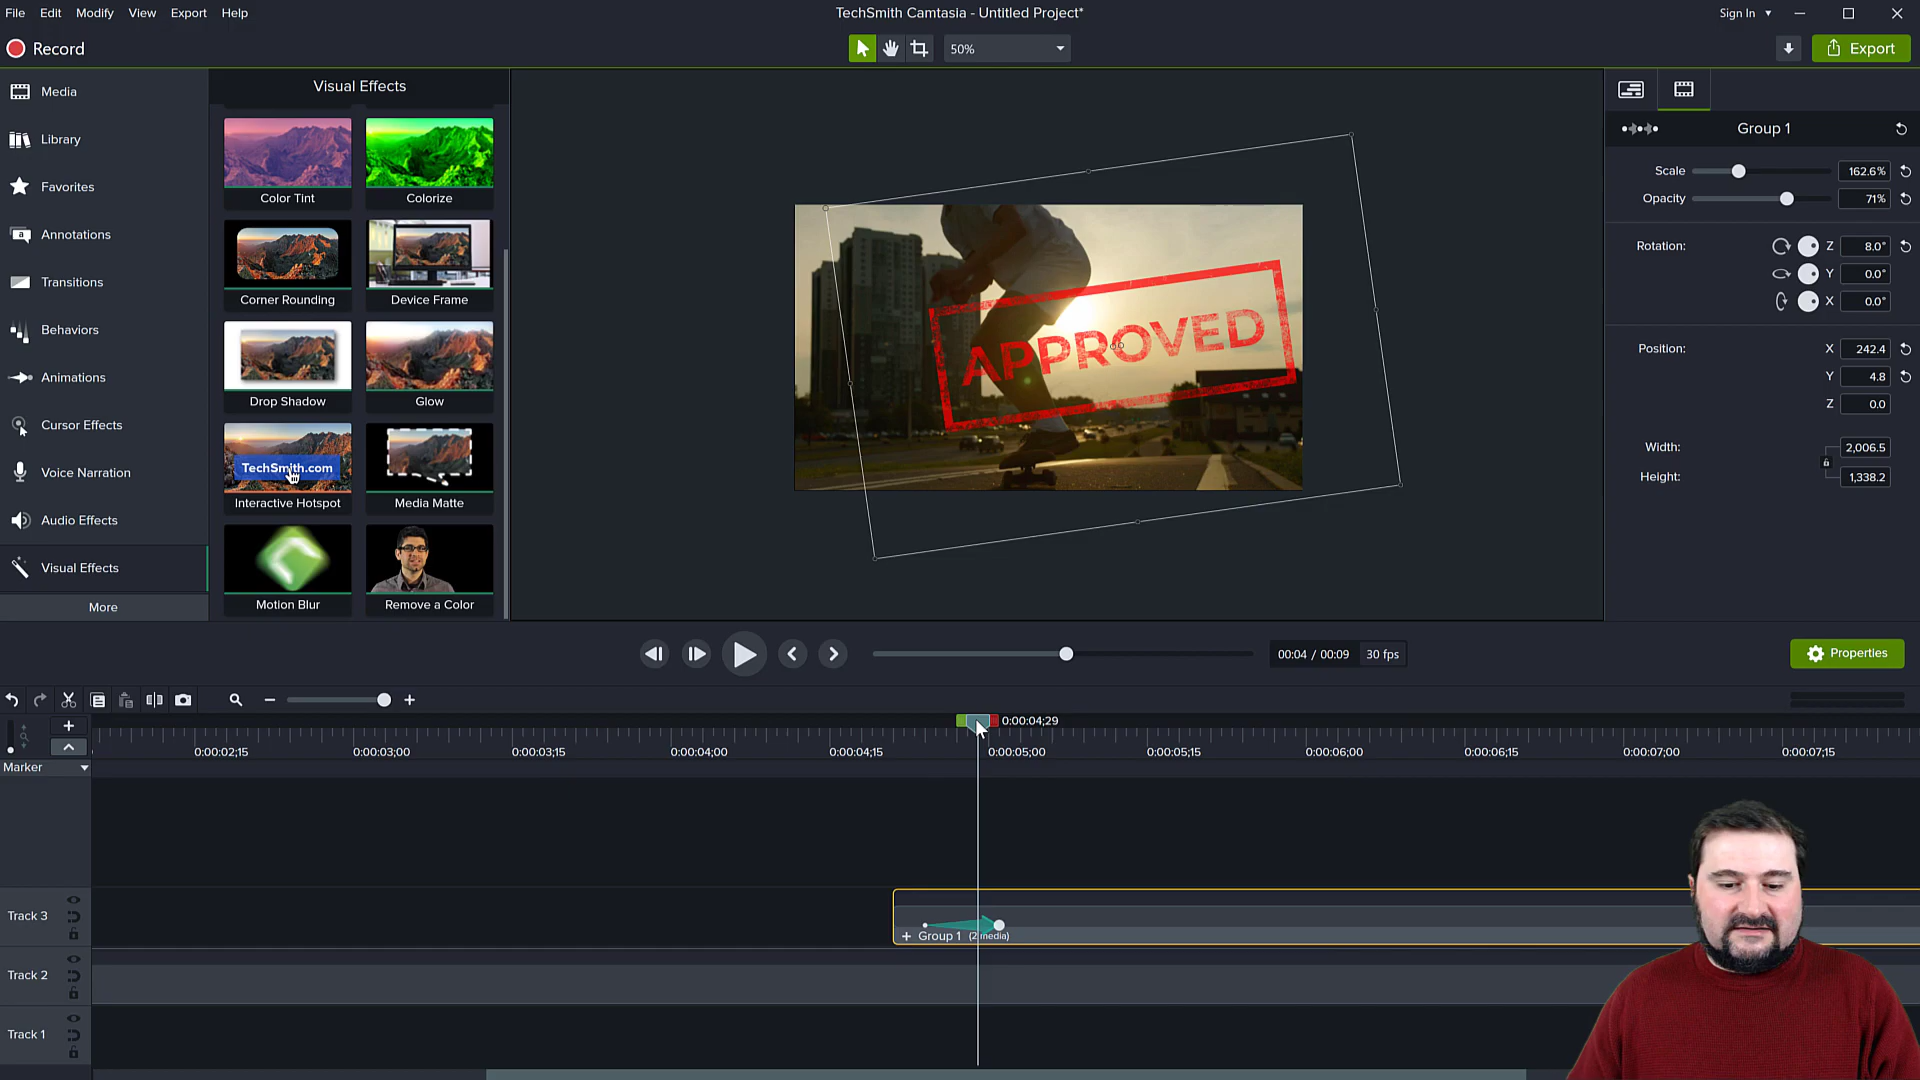 File Edit Modify View Export Help
TechSmith Camtasia - Untitled Project*
Sign In
Record
50%
Export
Media
Library
Favorites
Annotations
Transitions
Behaviors
Animations
Cursor Effects
Voice Narration
Audio Effects
Visual Effects
More
Visual Effects
Color Tint
Colorize
Corner Rounding
Device Frame
Drop Shadow
Glow
TechSmith.com
Interactive Hotspot
Media Matte
Motion Blur
Remove a Color
APPROVED
Group 1
Scale 162.6%
Opacity 71%
Rotation: Z 8.0°
Y 0.0°
X 0.0°
Position: X 242.4
Y 4.8
Z 0.0
Width: 2,006.5
Height: 1,338.2
00:04 / 00:09 30 fps
Properties
0:00:04;29
0:00:02;15 0:00:03;00 0:00:03;15 0:00:04;00 0:00:04;15 0:00:05;00 0:00:05;15 0:00:06;00 0:00:06;15 0:00:07;00 0:00:07;15
Marker
Track 3
+ Group 1 (2 media)
Track 2
Track 1